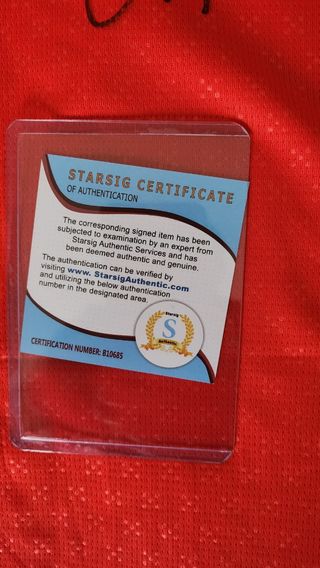 STARSIG CERTIFICATE
OF AUTHENTICATION
The corresponding signed item has been
subjected to examination by an expert from
Starsig Authentic Services and has
been deemed authentic and genuine.
The authentication can be verified by
visiting www. StarsigAuthentic.com
and utilizing the below authentication
number in the designated area.
Starsig
S
Authentic
CERTIFICATION NUMBER: B10685